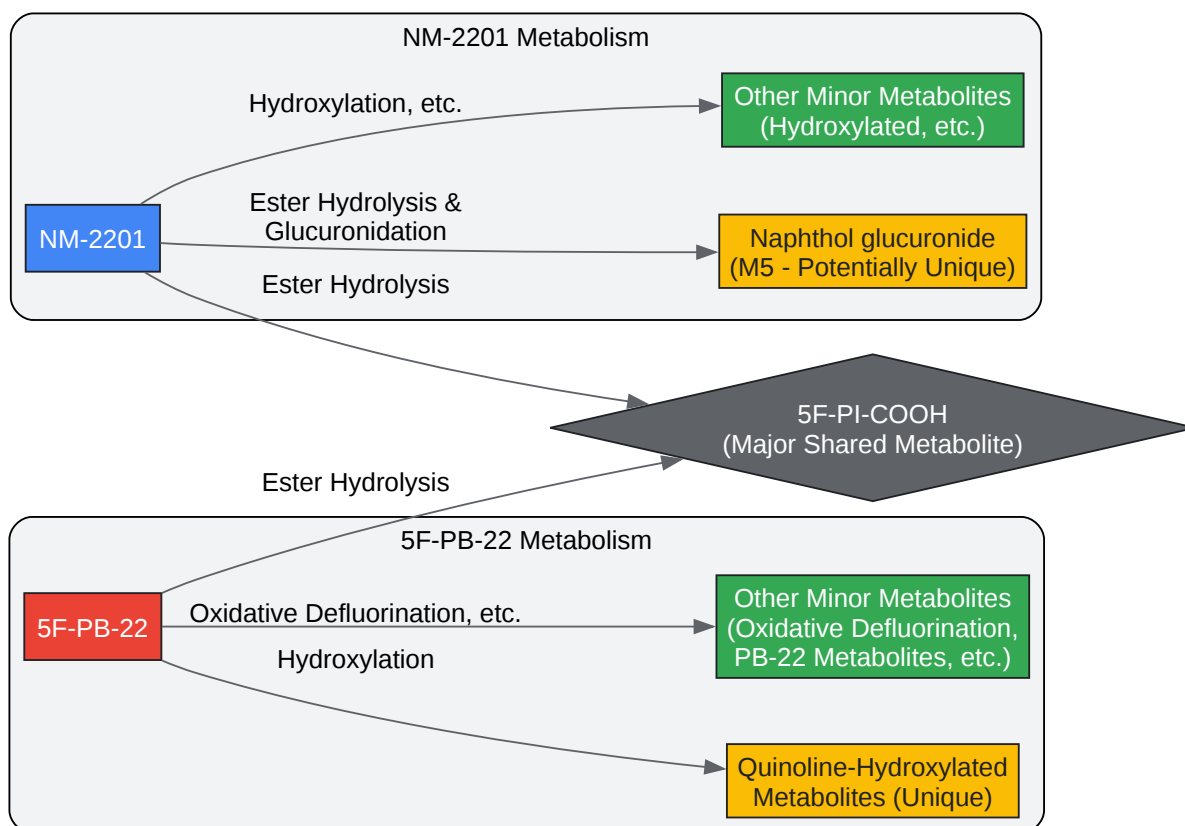 NM-2201 Metabolism
Hydroxylation, etc.
Other Minor Metabolites
(Hydroxylated, etc.)
NM-2201
Ester Hydrolysis &
Glucuronidation
Naphthol glucuronide
(M5 - Potentially Unique)
Ester Hydrolysis
5F-PI-COOH
(Major Shared Metabolite)
Ester Hydrolysis
5F-PB-22 Metabolism
5F-PB-22
Oxidative Defluorination, etc.
Other Minor Metabolites
(Oxidative Defluorination,
PB-22 Metabolites, etc.)
Hydroxylation
Quinoline-Hydroxylated
Metabolites (Unique)